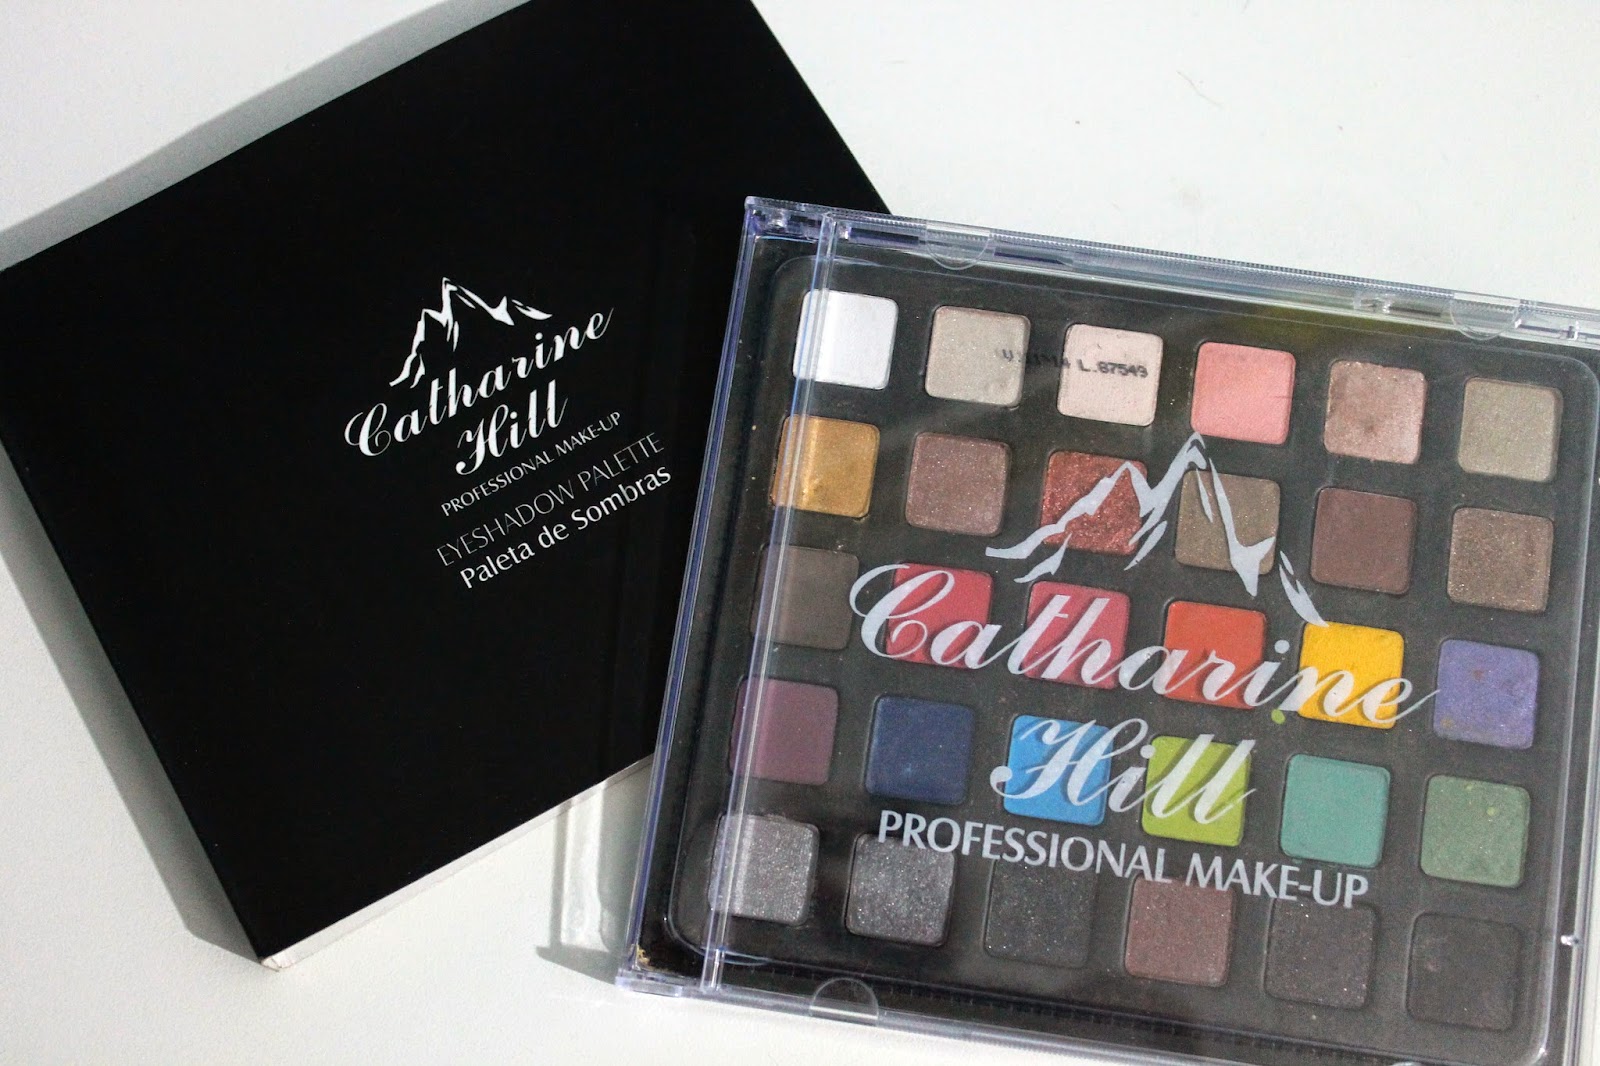 Catharine
Hill
PROFESSIONAL MAKE-UP
EYESHADOW PALETTE
Paleta de Sombras
L.87549
Catharine
Hill
PROFESSIONAL MAKE-UP